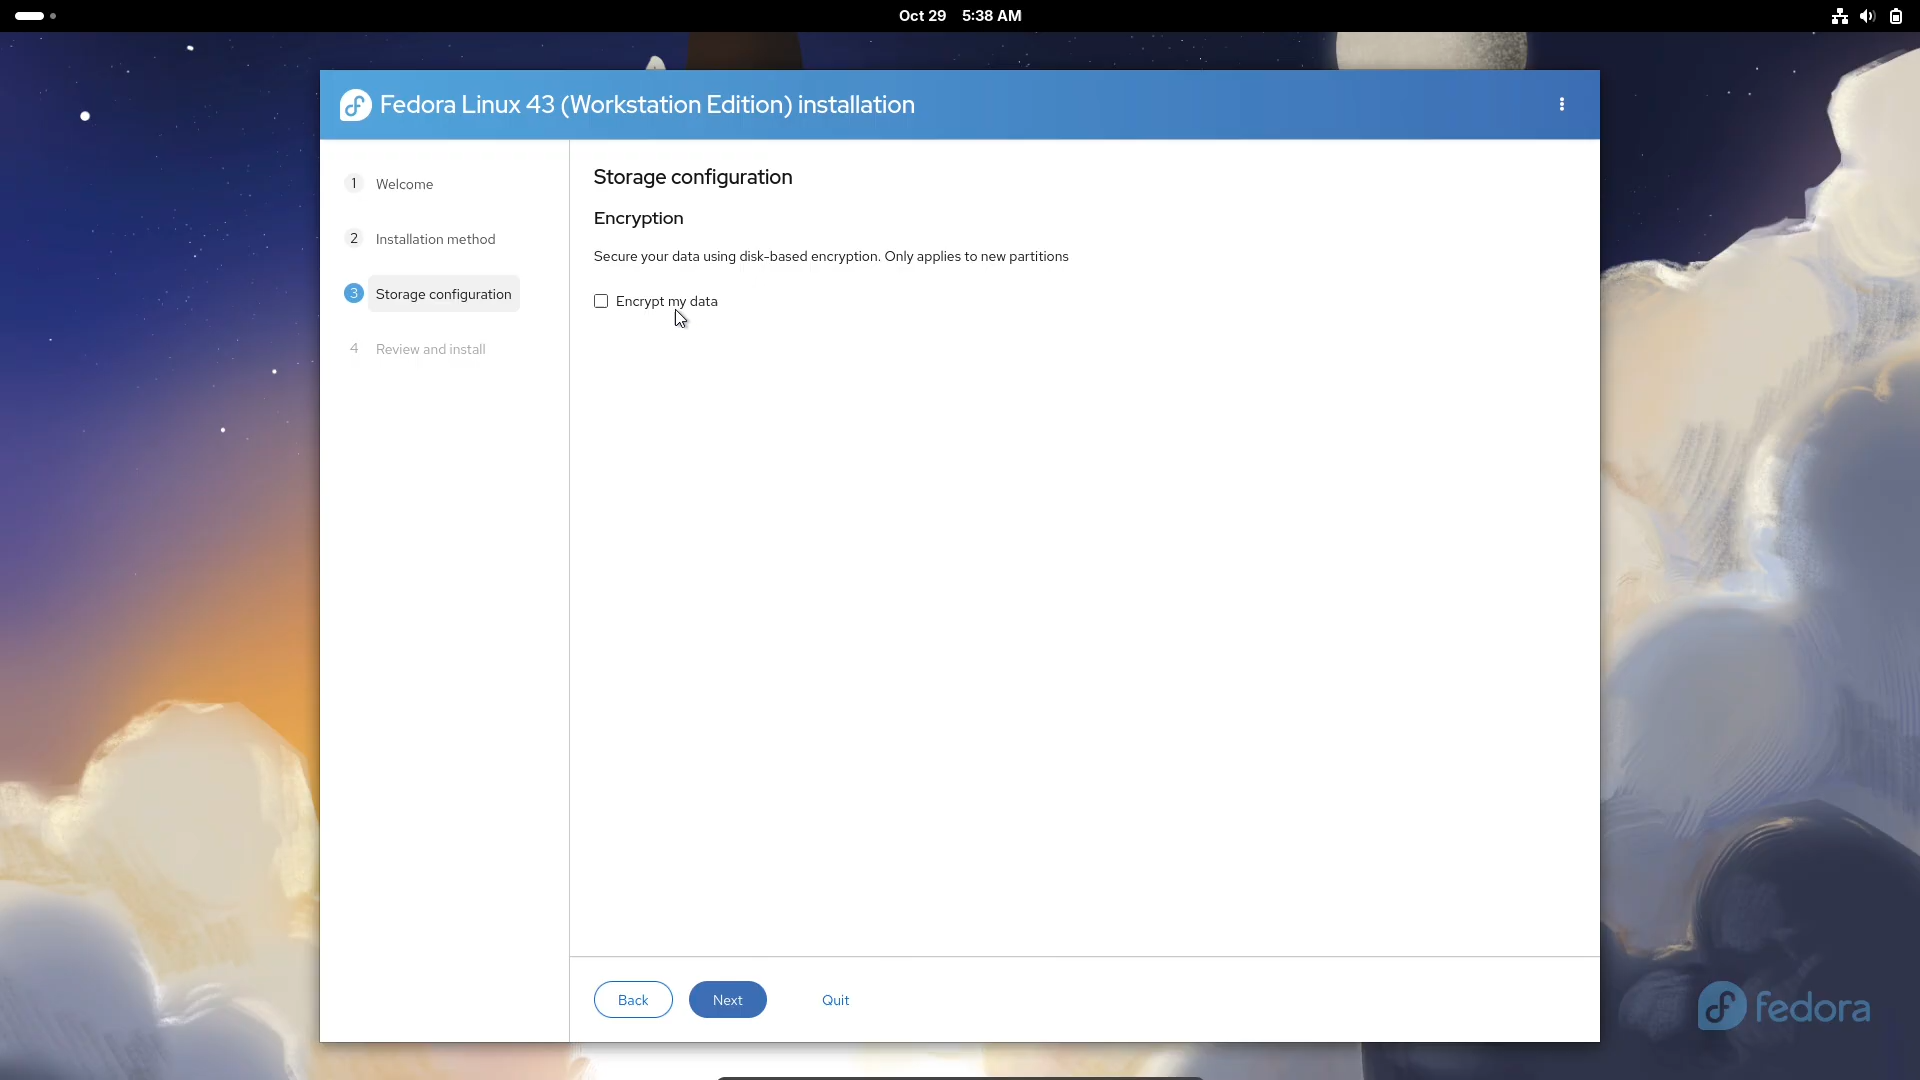 Oct 29 5:38 AM
Fedora Linux 43 (Workstation Edition) installation
1 Welcome
2 Installation method
3 Storage configuration
4 Review and install
Storage configuration
Encryption
Secure your data using disk-based encryption. Only applies to new partitions
Encrypt my data
Back
Next
Quit
fedora